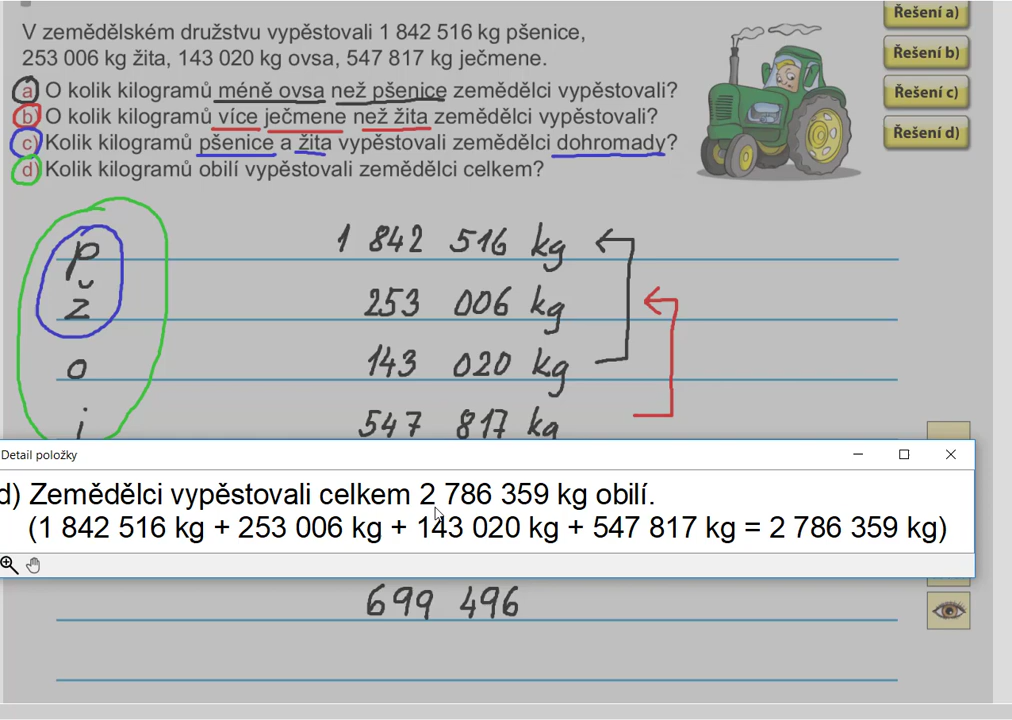 V zemědělském družstvu vypěstovali 1 842 516 kg pšenice,
253 006 kg žita, 143 020 kg ovsa, 547 817 kg ječmene.
a) O kolik kilogramů méně ovsa než pšenice zemědělci vypěstovali?
b) O kolik kilogramů více ječmene než žita zemědělci vypěstovali?
c) Kolik kilogramů pšenice a žita vypěstovali zemědělci dohromady?
d) Kolik kilogramů obilí vypěstovali zemědělci celkem?
Řešení a)
Řešení b)
Řešení c)
Řešení d)
p 1 842 516 kg
ž 253 006 kg
o 143 020 kg
j 547 817 kg
Detail položky
d) Zemědělci vypěstovali celkem 2 786 359 kg obilí.
(1 842 516 kg + 253 006 kg + 143 020 kg + 547 817 kg = 2 786 359 kg)
699 496